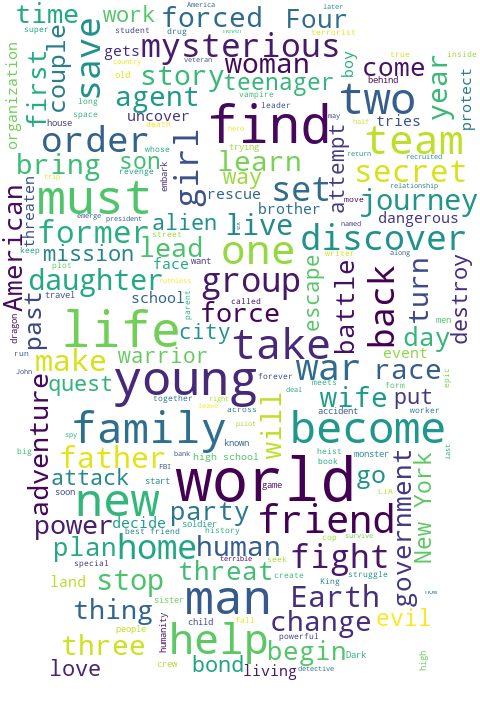 America
later
super
student
drug
never
terrorist
time
work
forced
Four
couple
save
first
organization
gets
mysterious
country
veteran
true
inside
old
behind
woman
come
story
teenager
boy
year
protect
long
vampire
agent
space
leader
may
hero
half
find
two
tries
house
death
uncover
order
whose
trying
return
recruited
team
attempt
girl
bring
son
revenge
learn
secret
trip
way
set
relationship
embark
rescue
move
must
threaten
brother
named
journey
emerge
president
alien
live
dangerous
former
street
along
keep
mission
lead
one
discover
American
plot
face
want
ruthless
writer
daughter
school
group
escape
battle
back
turn
destroy
travel
parent
called
men
dragon
past
life
city
force
day
run
take
event
epic
make
warrior
war
race
John
forever
meets
form
young
quest
together
right
deal
wife
put
leave
across
accident
worker
adventure
family
will
become
spy
pilot
known
last
big
father
bank
high school
heist
monster
FBI
book
attack
start
world
game
go
L.A.
soon
new
party
history
friend
government
New York
power
decide
soldier
cop
survive
best friend
plan
home
human
fight
terrible
seek
special
threat
create
King
struggle
land
stop
man
Earth
now
sister
thing
child
fall
change
evil
people
humanity
help
powerful
three
begin
high
crew
Dark
love
bond
living
detective